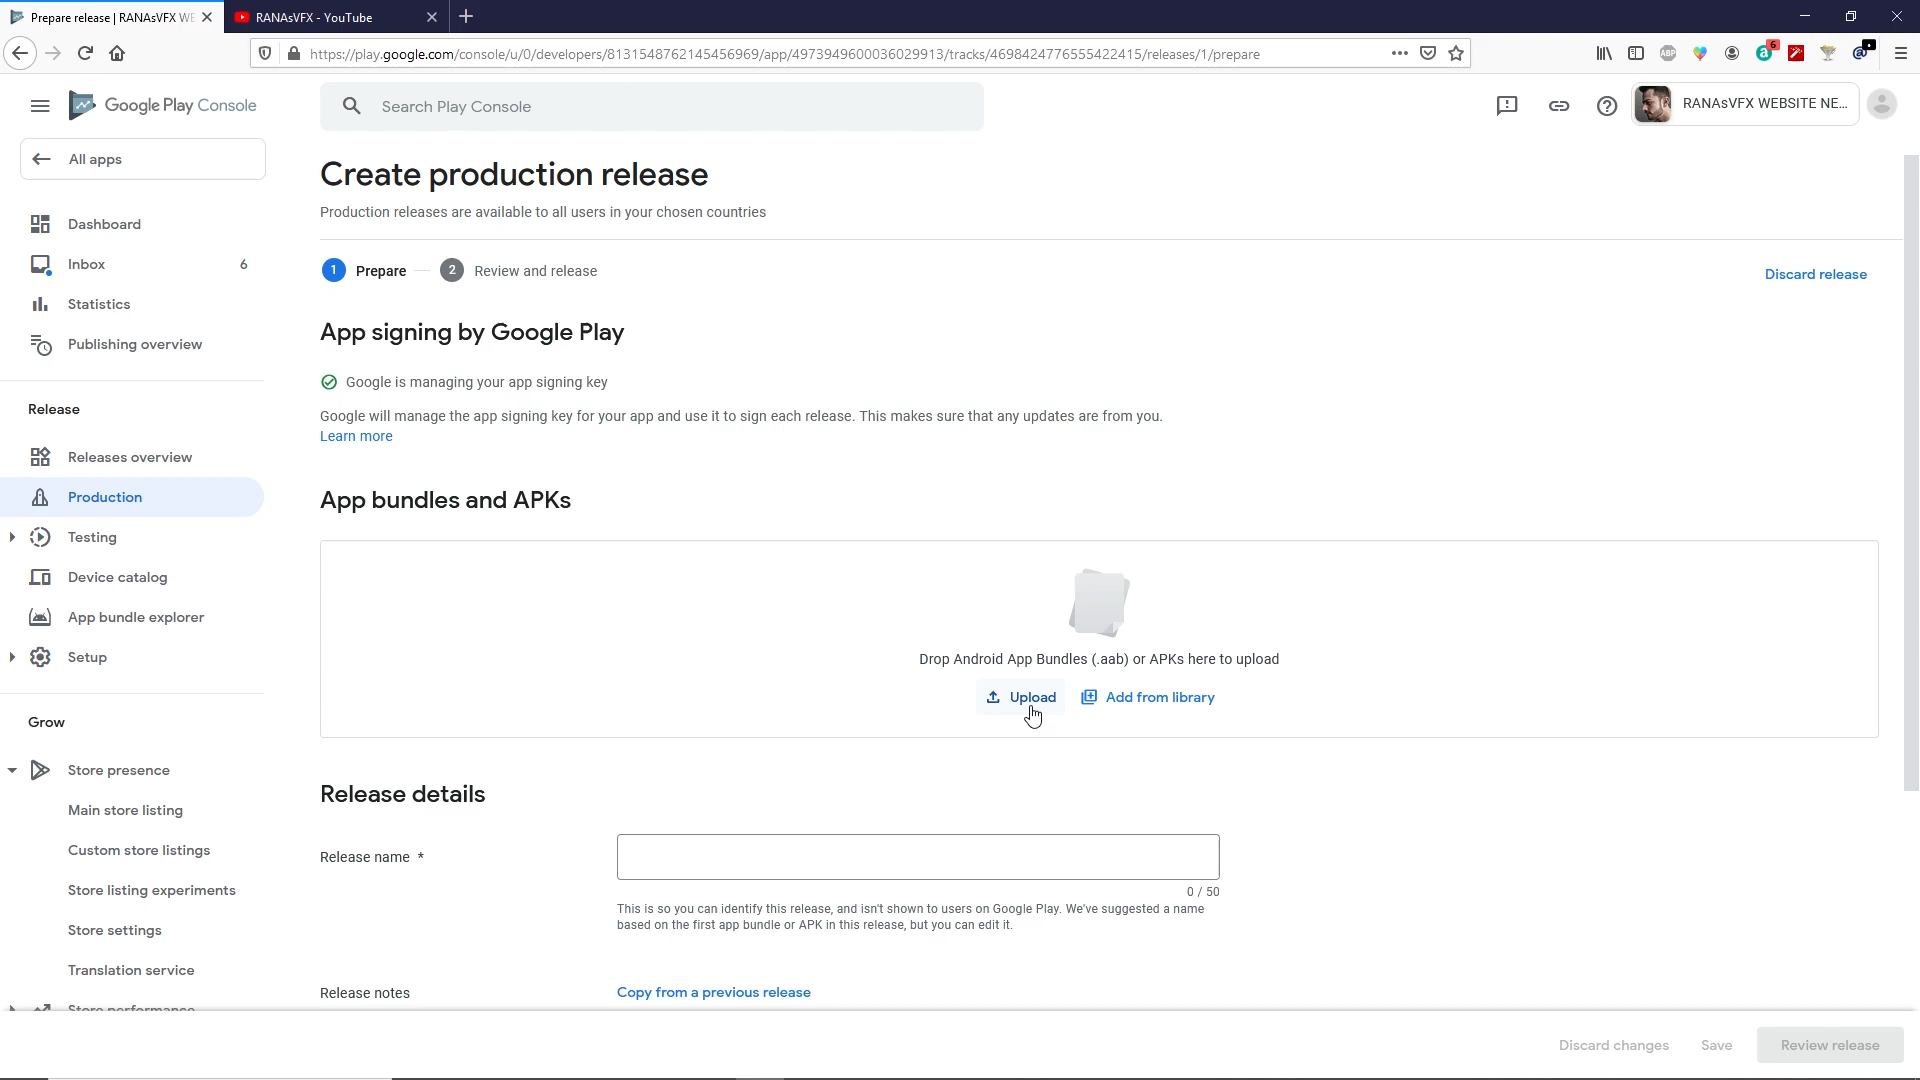 Prepare release | RANAsVFX WE
RANAsVFX - YouTube
https://play.google.com/console/u/0/developers/8131548762145456969/app/4973949600036029913/tracks/4698424776555422415/releases/1/prepare
ABP
6
Google Play Console
Search Play Console
RANAsVFX WEBSITE NE...
All apps
Dashboard
Inbox 6
Statistics
Publishing overview
Release
Releases overview
Production
Testing
Device catalog
App bundle explorer
Setup
Grow
Store presence
Main store listing
Custom store listings
Store listing experiments
Store settings
Translation service
Store performance
Create production release
Production releases are available to all users in your chosen countries
1 Prepare 2 Review and release
Discard release
App signing by Google Play
Google is managing your app signing key
Google will manage the app signing key for your app and use it to sign each release. This makes sure that any updates are from you.
Learn more
App bundles and APKs
Drop Android App Bundles (.aab) or APKs here to upload
Upload Add from library
Release details
Release name *
0 / 50
This is so you can identify this release, and isn't shown to users on Google Play. We've suggested a name
based on the first app bundle or APK in this release, but you can edit it.
Release notes
Copy from a previous release
Discard changes Save Review release